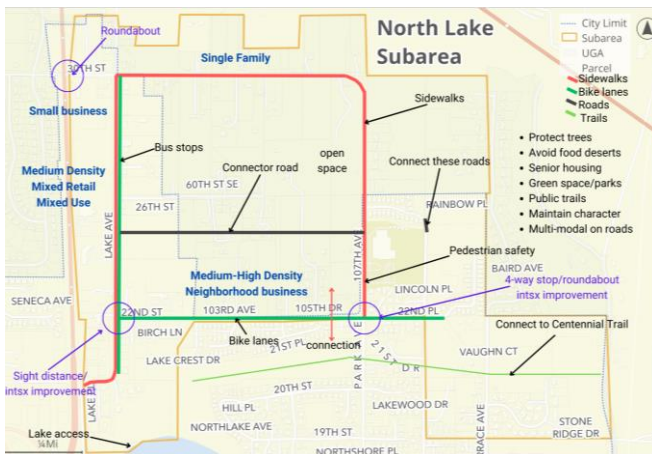 North Lake
Subarea
City Limit
Subarea
UGA
Parcel
Sidewalks
Bike lanes
Roads
Trails
Roundabout
30TH ST
Single Family
Small business
Sidewalks
Bus stops
Medium Density
Mixed Retail
Mixed Use
Connector road
open
space
Connect these roads
• Protect trees
• Avoid food deserts
• Senior housing
• Green space/parks
• Public trails
• Maintain character
• Multi-modal on roads
60TH ST SE
26TH ST
RAINBOW PL
LAKE AVE
107TH AV
Pedestrian safety
BAIRD AVE
Medium-High Density
Neighborhood business
LINCOLN PL
4-way stop/roundabout
intsx improvement
SENECA AVE
22ND ST
103RD AVE
105TH DR
22ND PL
BIRCH LN
Bike lanes
connection
21ST PL
21ST DR
PARK AVE
Connect to Centennial Trail
VAUGHN CT
LAKE CREST DR
Sight distance/
intsx improvement
LAKE
20TH ST
HILL PL
LAKEWOOD DR
NORTHLAKE AVE
19TH ST
STONE
RIDGE DR
RRACE AVE
Lake access
¼Mi
NORTHSHORE PL